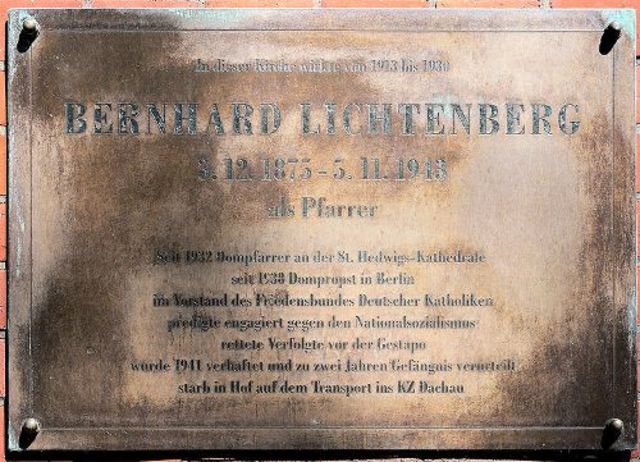 In dieser Kirche wirkte von 1913 bis 1930
BERNHARD LICHTENBERG
3. 12. 1875 – 5. 11. 1943
als Pfarrer
Seit 1932 Dompfarrer an der St. Hedwigs-Kathedrale
seit 1938 Dompropst in Berlin
im Vorstand des Friedensbundes Deutscher Katholiken
predigte engagiert gegen den Nationalsozialismus
rettete Verfolgte vor der Gestapo
wurde 1941 verhaftet und zu zwei Jahren Gefängnis verurteilt
starb in Hof auf dem Transport ins KZ Dachau